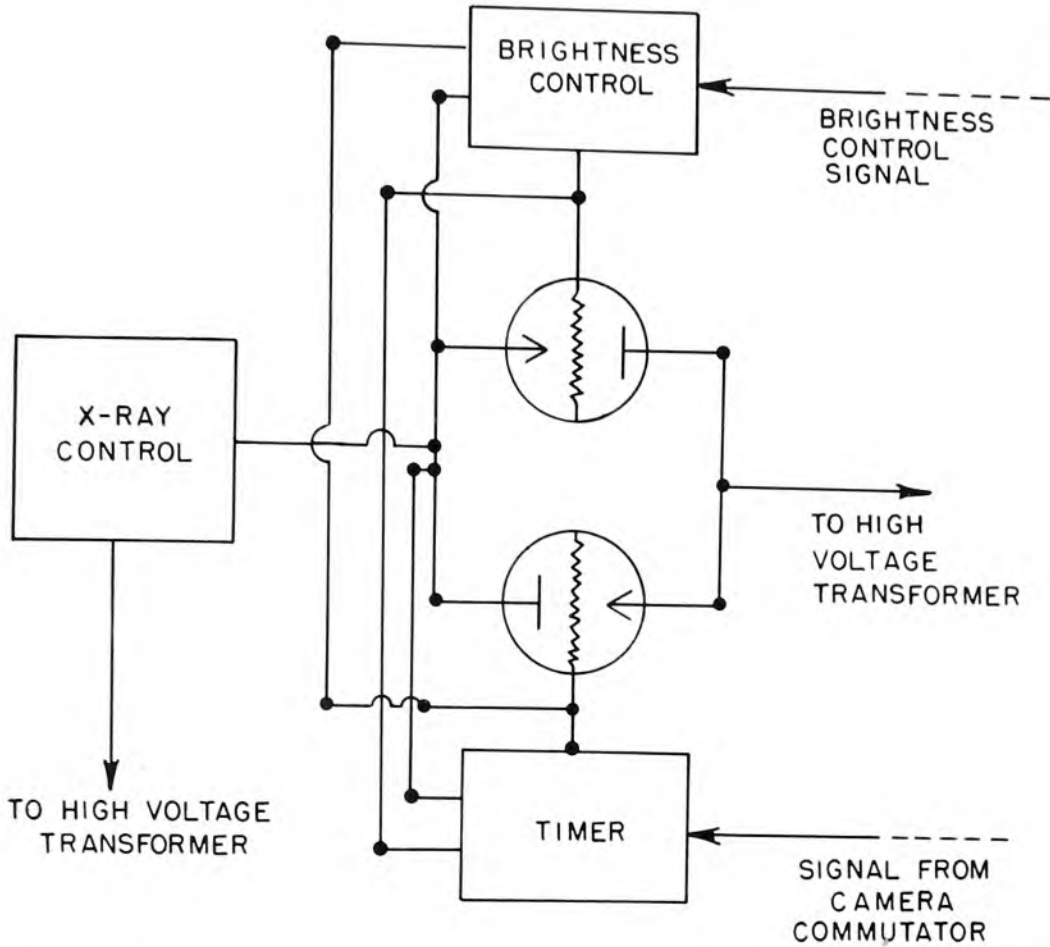 BRIGHTNESS
CONTROL
BRIGHTNESS
CONTROL
SIGNAL
X-RAY
CONTROL
TO HIGH
VOLTAGE
TRANSFORMER
TO HIGH VOLTAGE
TRANSFORMER
TIMER
SIGNAL FROM
CAMERA
COMMUTATOR